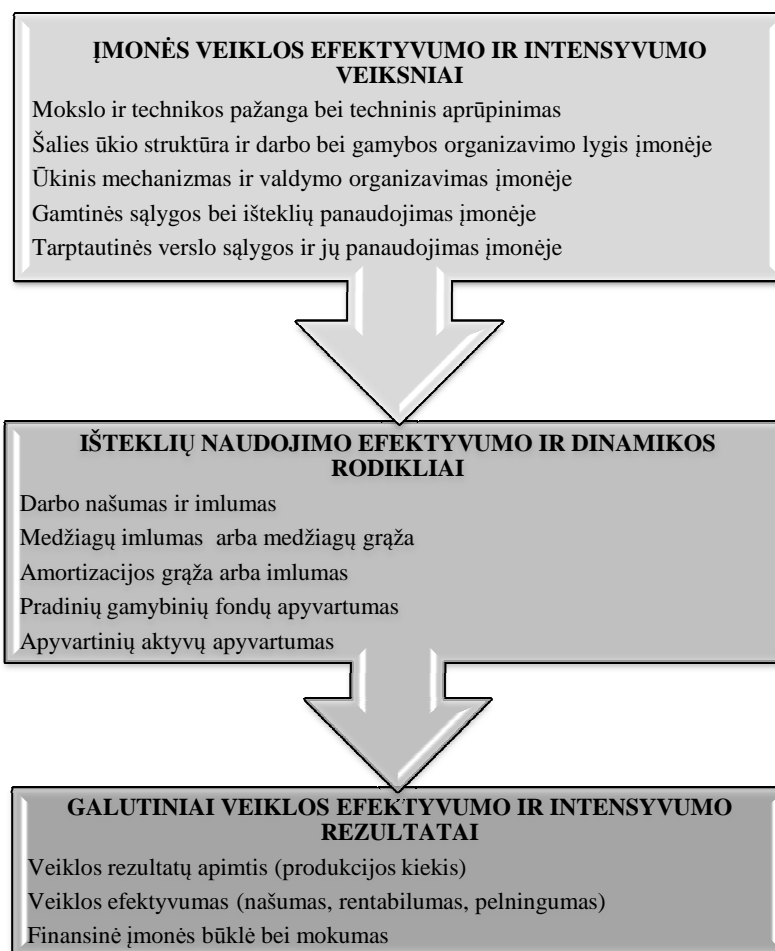 ĮMONĖS VEIKLOS EFEKTYVUMO IR INTENSYVUMO
VEIKSNIAI
Mokslo ir technikos pažanga bei techninis aprūpinimas
Šalies ūkio struktūra ir darbo bei gamybos organizavimo lygis įmonėje
Ūkinis mechanizmas ir valdymo organizavimas įmonėje
Gamtinės sąlygos bei išteklių panaudojimas įmonėje
Tarptautinės verslo sąlygos ir jų panaudojimas įmonėje
IŠTEKLIŲ NAUDOJIMO EFEKTYVUMO IR DINAMIKOS
RODIKLIAI
Darbo našumas ir imlumas
Medžiagų imlumas arba medžiagų grąža
Amortizacijos grąža arba imlumas
Pradinių gamybinių fondų apyvartumas
Apyvartinių aktyvų apyvartumas
GALUTINIAI VEIKLOS EFEKTYVUMO IR INTENSYVUMO
REZULTATAI
Veiklos rezultatų apimtis (produkcijos kiekis)
Veiklos efektyvumas (našumas, rentabilumas, pelningumas)
Finansinė įmonės būklė bei mokumas